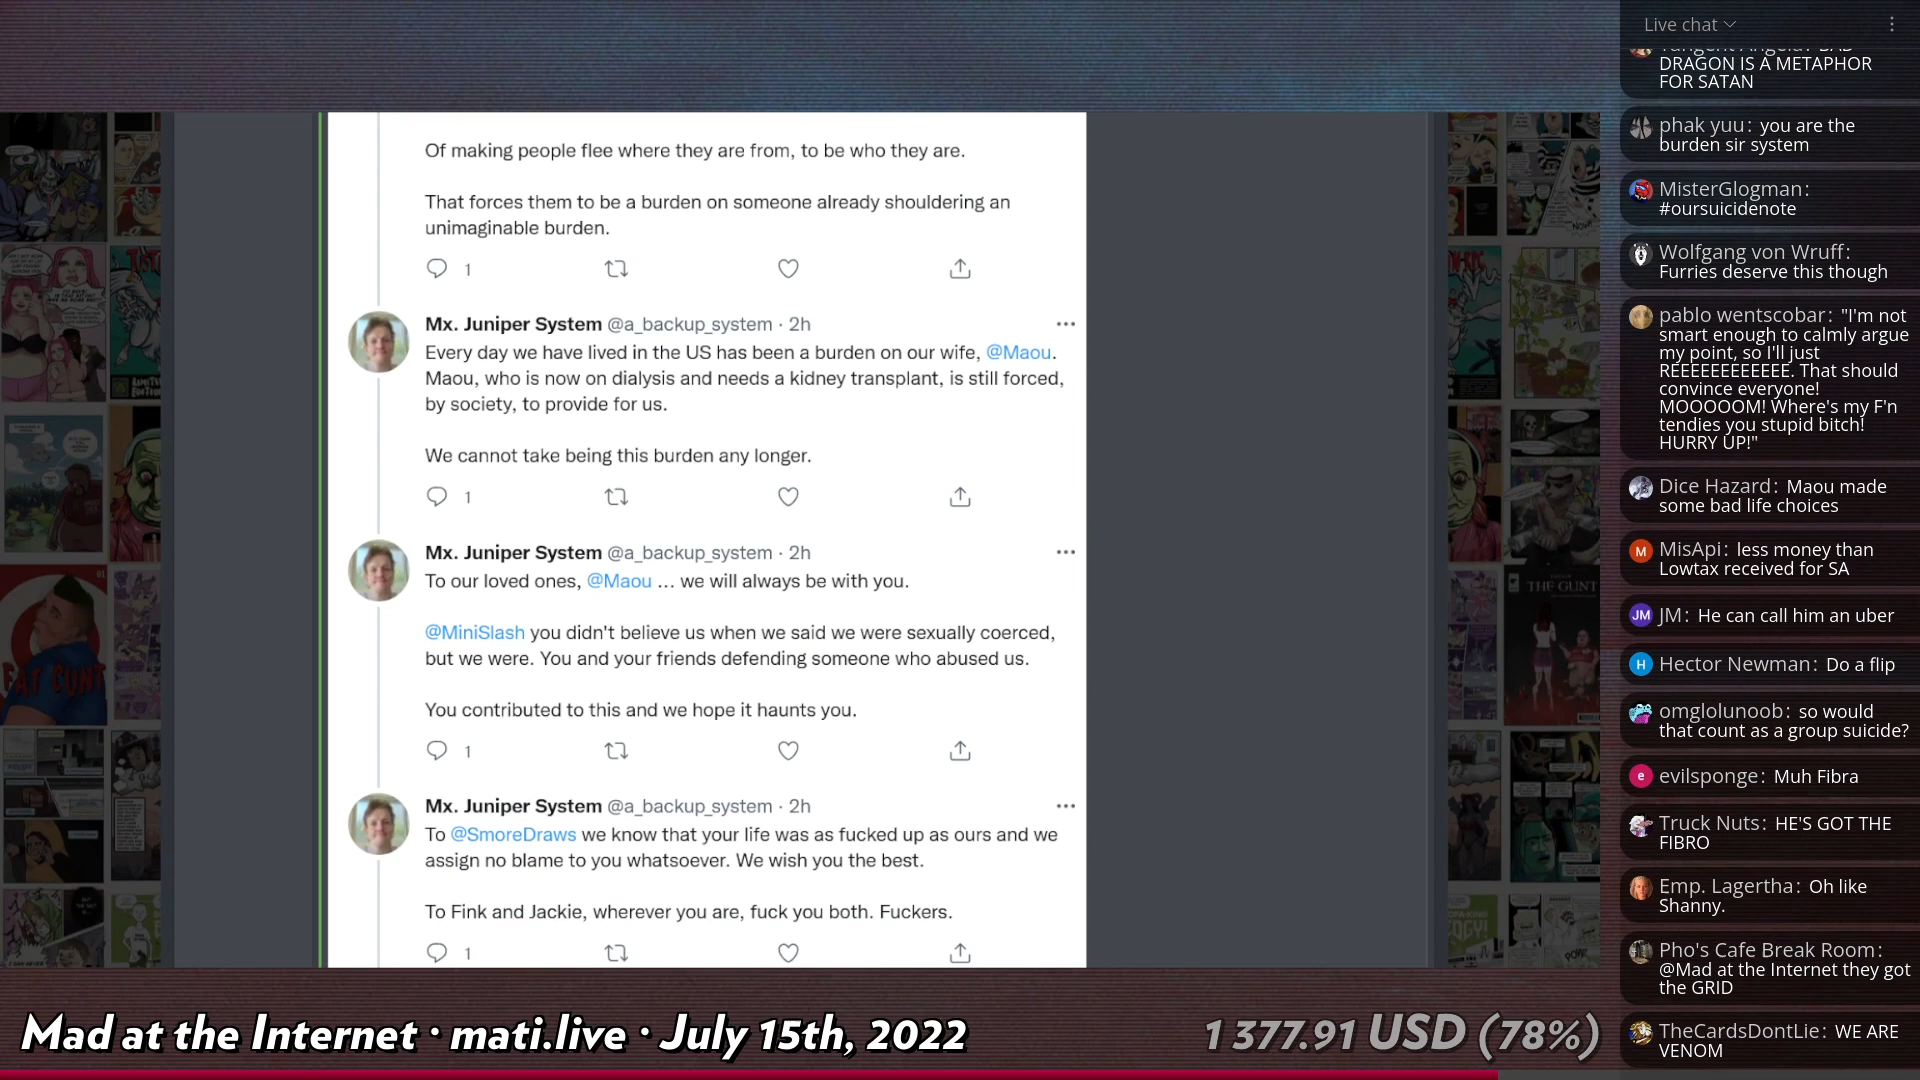 Of making people flee where they are from, to be who they are.
That forces them to be a burden on someone already shouldering an
unimaginable burden.
1
Mx. Juniper System @a_backup_system · 2h
Every day we have lived in the US has been a burden on our wife, @Maou.
Maou, who is now on dialysis and needs a kidney transplant, is still forced,
by society, to provide for us.
We cannot take being this burden any longer.
1
Mx. Juniper System @a_backup_system · 2h
To our loved ones, @Maou ... we will always be with you.
@MiniSlash you didn't believe us when we said we were sexually coerced,
but we were. You and your friends defending someone who abused us.
You contributed to this and we hope it haunts you.
1
Mx. Juniper System @a_backup_system · 2h
To @SmoreDraws we know that your life was as fucked up as ours and we
assign no blame to you whatsoever. We wish you the best.
To Fink and Jackie, wherever you are, fuck you both. Fuckers.
1
Live chat
DRAGON IS A METAPHOR
FOR SATAN
phak yuu: you are the
burden sir system
MisterGlogman:
#oursuicidenote
Wolfgang von Wruff:
Furries deserve this though
pablo wentscobar: "I'm not
smart enough to calmly argue
my point, so I'll just
REEEEEEEEEEEE. That should
convince everyone!
MOOOOOM! Where's my F'n
tendies you stupid bitch!
HURRY UP!"
Dice Hazard: Maou made
some bad life choices
M
MisApi: less money than
Lowtax received for SA
JM
JM: He can call him an uber
H
Hector Newman: Do a flip
omglolunoob: so would
that count as a group suicide?
e
evilsponge: Muh Fibra
Truck Nuts: HE'S GOT THE
FIBRO
Emp. Lagertha: Oh like
Shanny.
Pho's Cafe Break Room:
@Mad at the Internet they got
the GRID
TheCardsDontLie: WE ARE
VENOM
THE GUNT
Mad at the Internet · mati.live · July 15th, 2022
1 377.91 USD (78%)